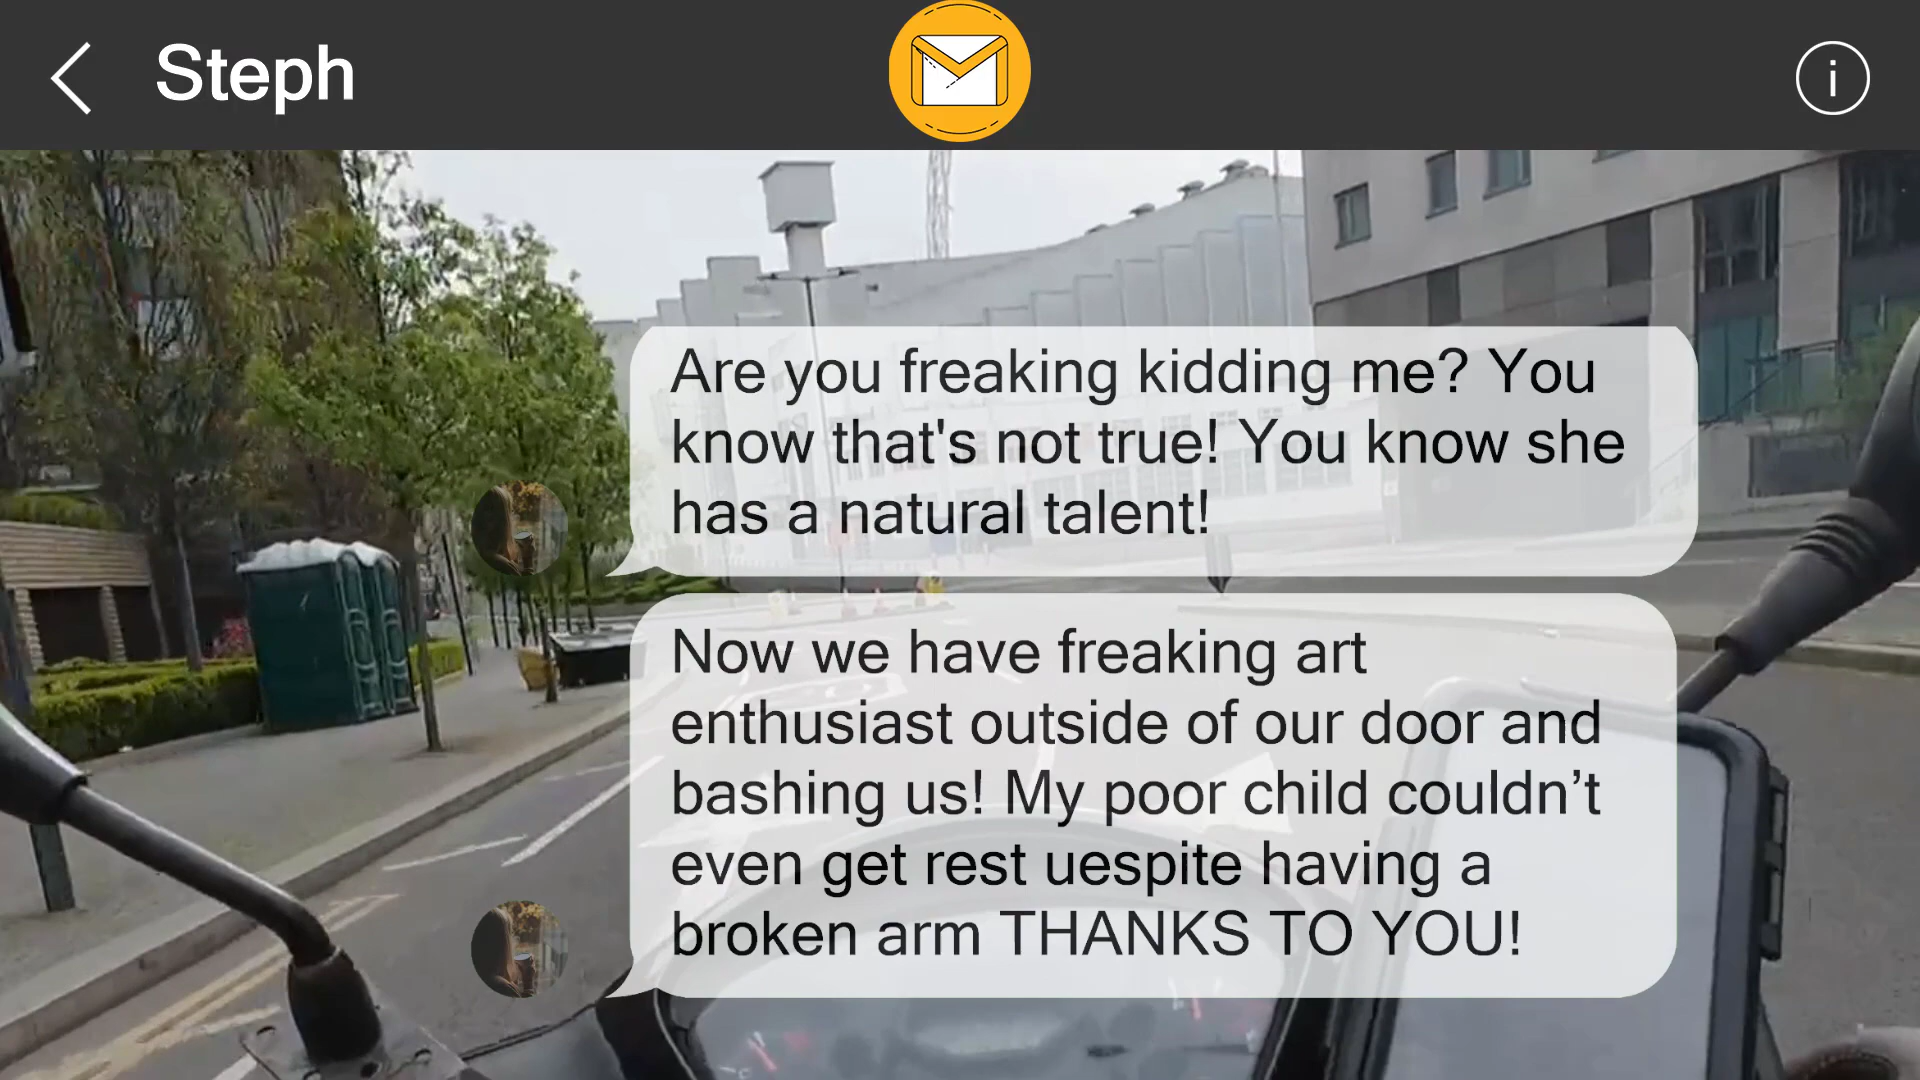 Steph
i
Are you freaking kidding me? You
know that's not true! You know she
has a natural talent!
Now we have freaking art
enthusiast outside of our door and
bashing us! My poor child couldn’t
even get rest uespite having a
broken arm THANKS TO YOU!